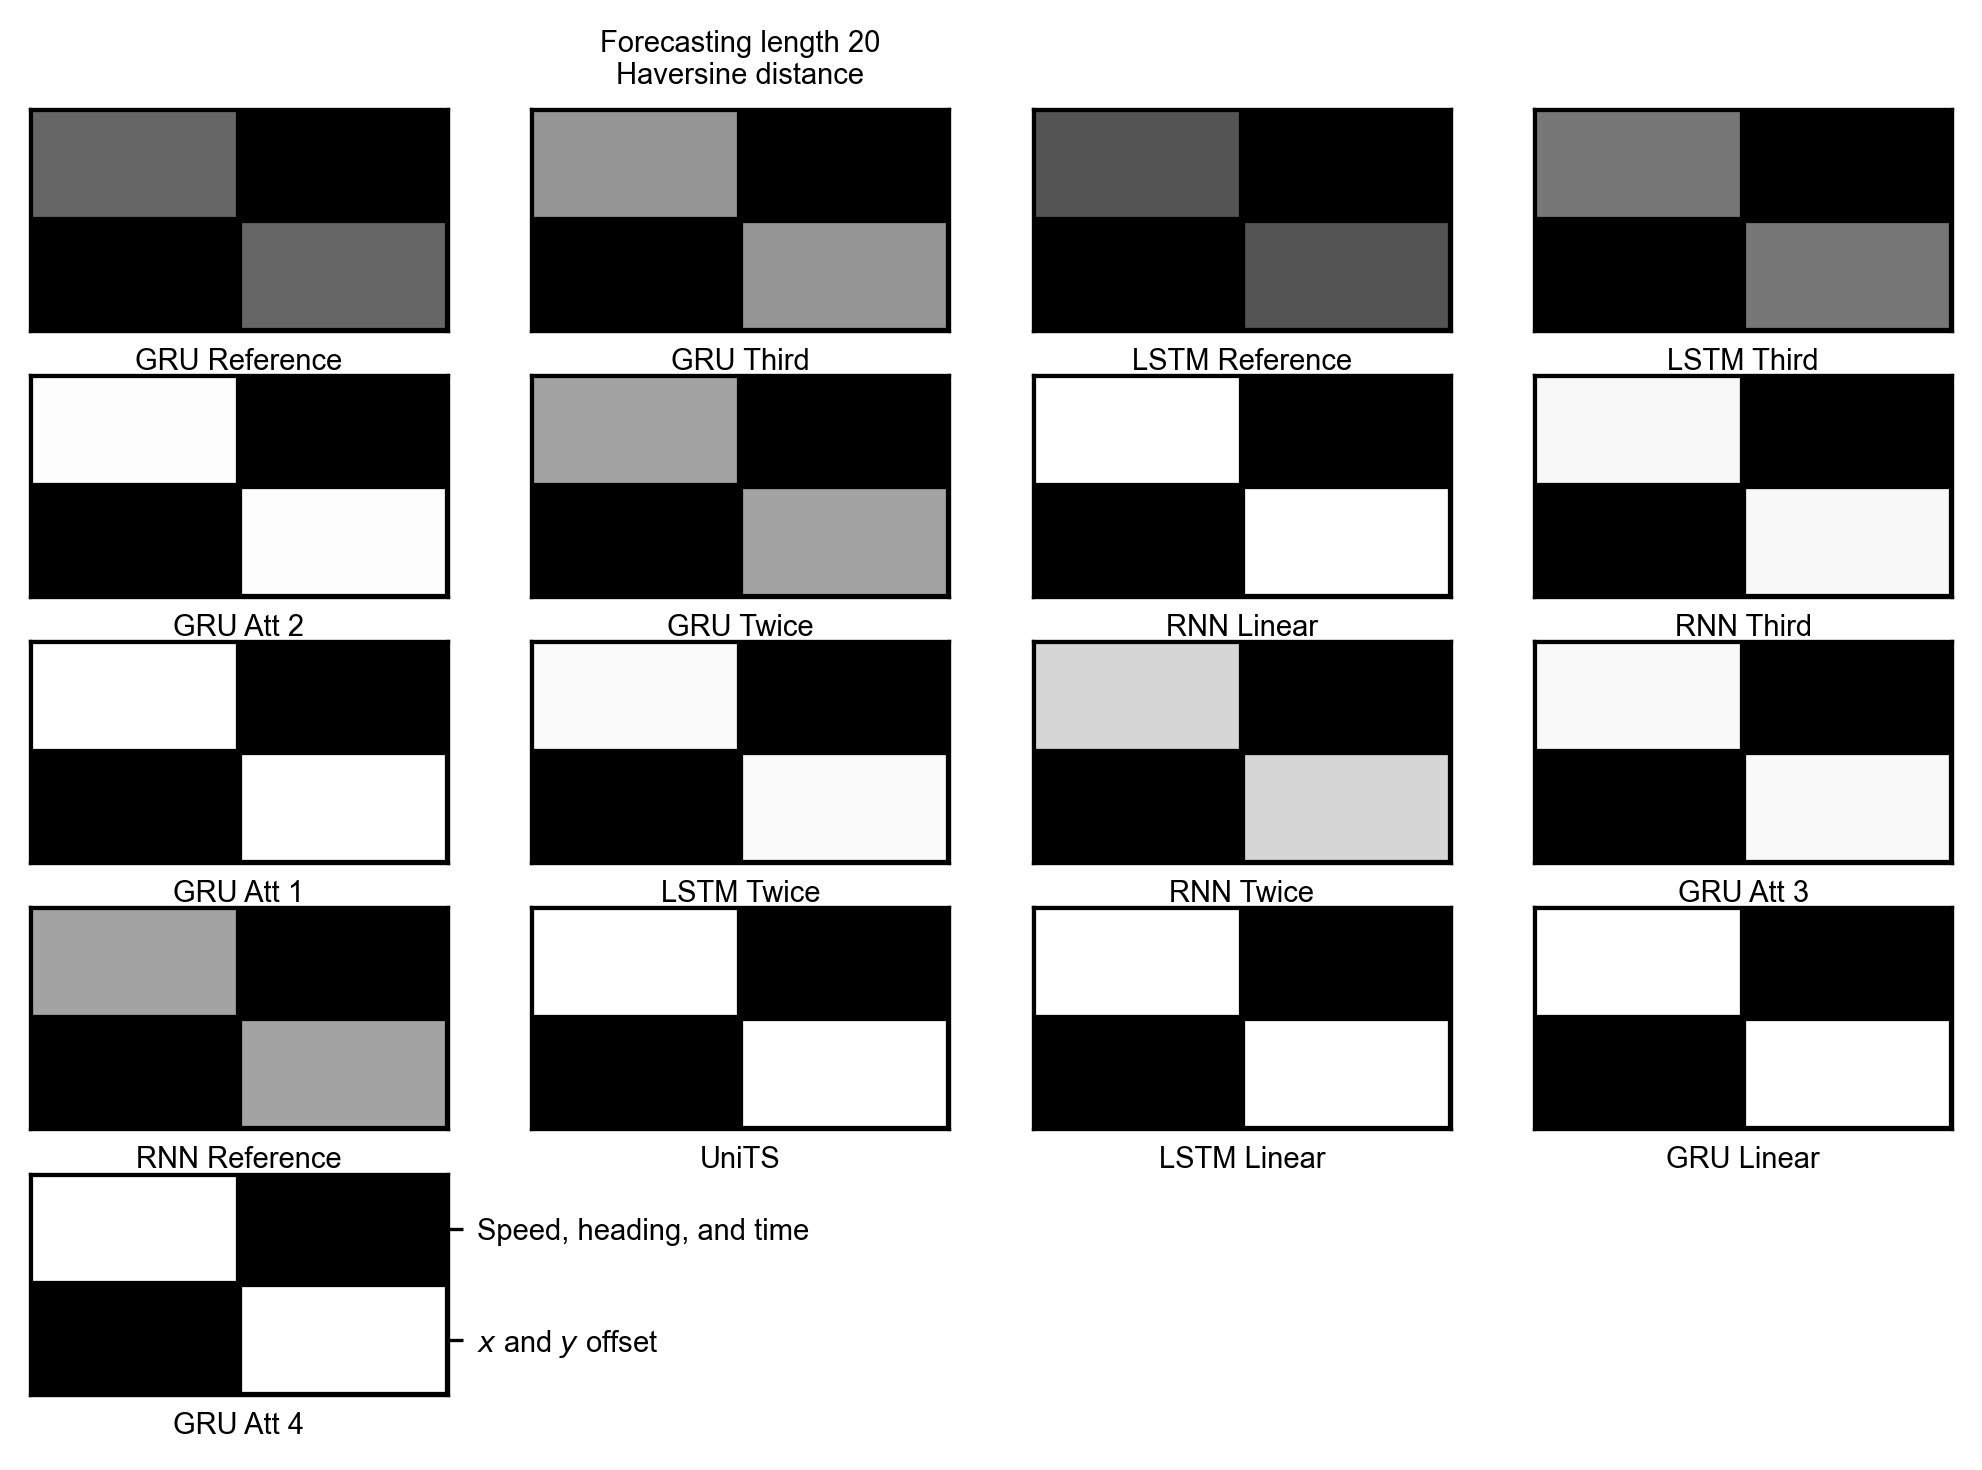 Forecasting length 20
Haversine distance
GRU Reference
GRU Third
LSTM Reference
LSTM Third
GRU Att 2
GRU Twice
RNN Linear
RNN Third
GRU Att 1
LSTM Twice
RNN Twice
GRU Att 3
RNN Reference
UniTS
LSTM Linear
GRU Linear
Speed, heading, and time
x and y offset
GRU Att 4